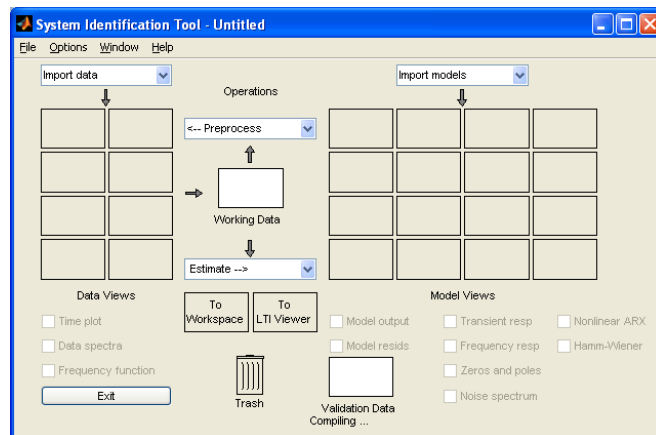 System Identification Tool - Untitled
File Options Window Help
Import data
Import models
Operations
<-- Preprocess
Working Data
Estimate -->
Data Views
To Workspace
To LTI Viewer
Model Views
Time plot
Data spectra
Frequency function
Exit
Trash
Model output
Model resids
Transient resp
Frequency resp
Zeros and poles
Noise spectrum
Nonlinear ARX
Hamm-Wiener
Validation Data
Compiling ...